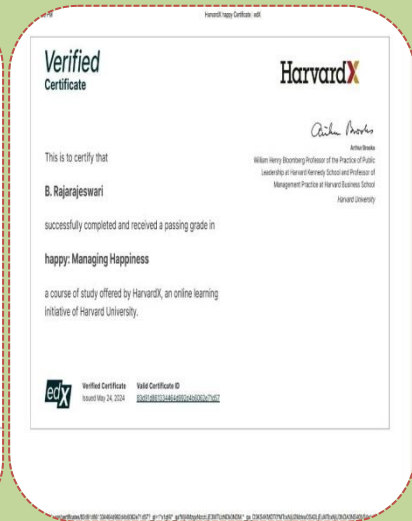 HarvardX happy Certificate | edX
Verified
Certificate
HarvardX
Arthur Brooks
This is to certify that
Arthur Brooks
William Henry Bloomberg Professor of the Practice of Public
Leadership at Harvard Kennedy School and Professor of
Management Practice at Harvard Business School
Harvard University
B. Rajarajeswari
successfully completed and received a passing grade in
happy: Managing Happiness
a course of study offered by HarvardX, an online learning
initiative of Harvard University.
edX
Verified Certificate
Issued May 24, 2024
Valid Certificate ID